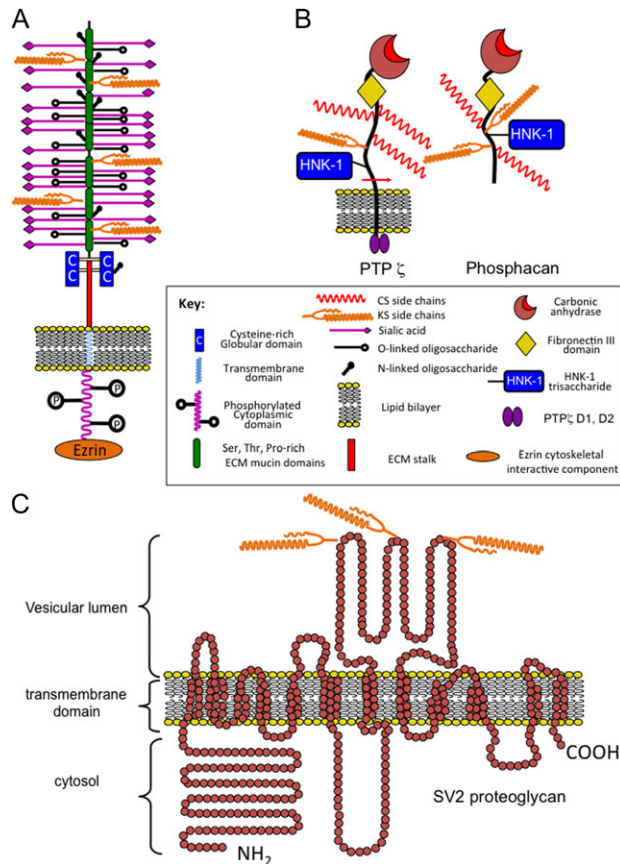 A
B
C C
C C
P
P
P
Ezrin
HNK-1
HNK-1
PTP ζ
Phosphacan
Key:
C
Cysteine-rich
Globular domain
Transmembrane
domain
P
P
Phosphorylated
Cytoplasmic
domain
Ser, Thr, Pro-rich
ECM mucin domains
CS side chains
KS side chains
Sialic acid
O-linked oligosaccharide
N-linked oligosaccharide
Lipid bilayer
ECM stalk
Carbonic
anhydrase
Fibronectin III
domain
HNK-1
HNK-1
trisaccharide
PTPζ D1, D2
Ezrin cytoskeletal
interactive component
C
Vesicular lumen
transmembrane
domain
cytosol
NH2
COOH
SV2 proteoglycan